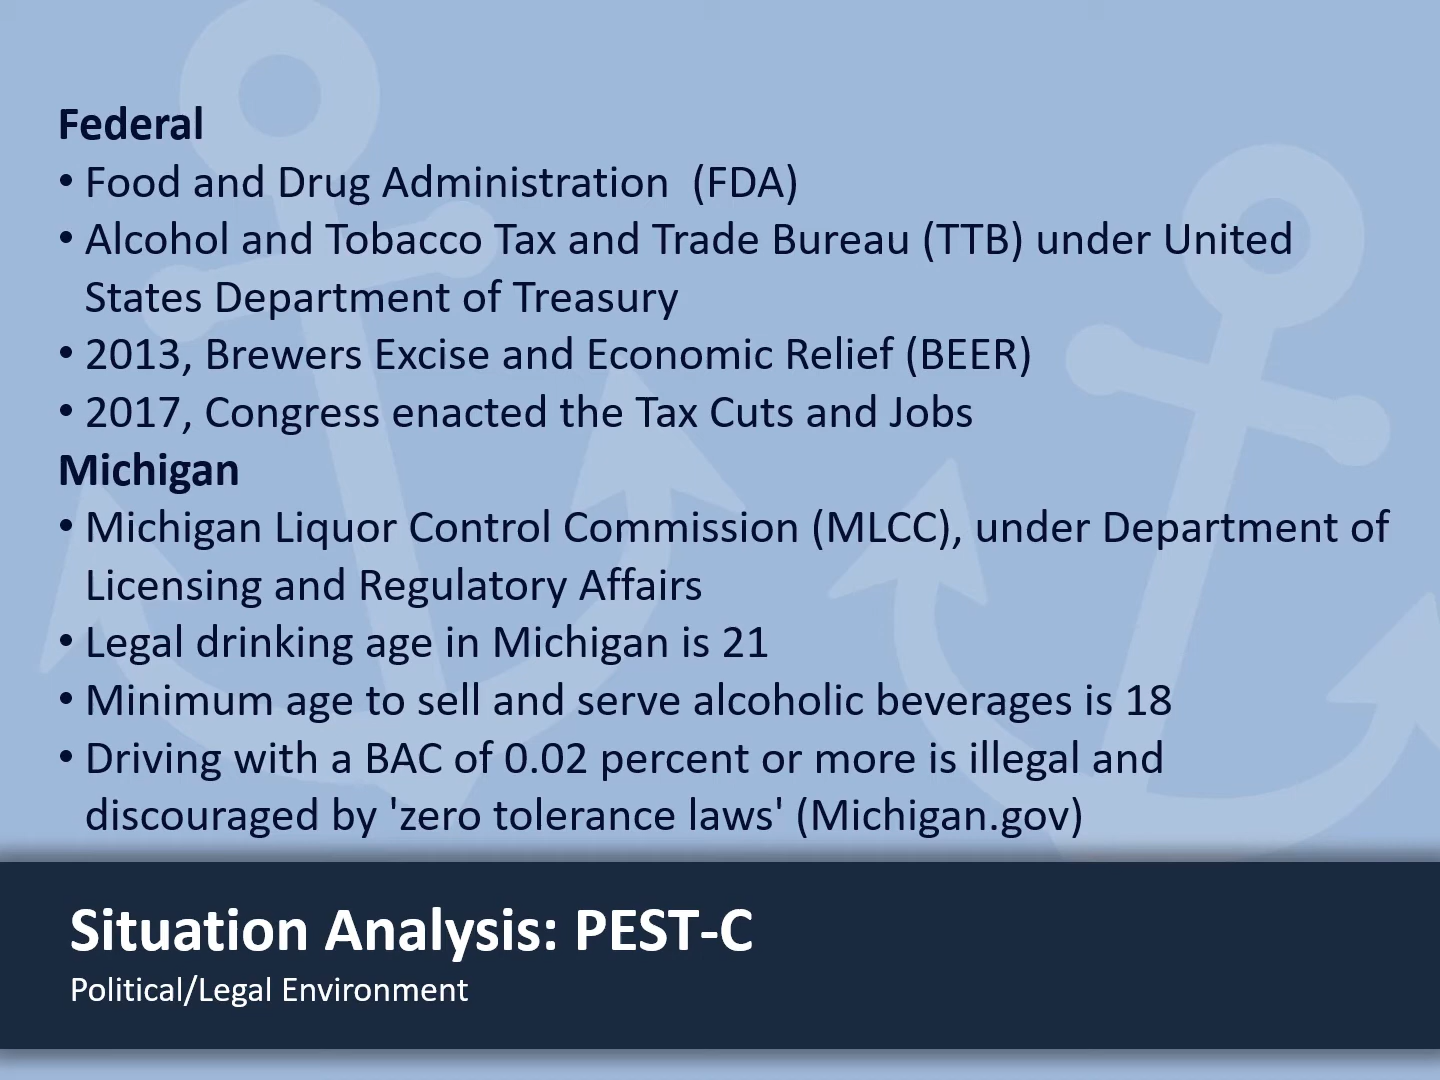 Federal
• Food and Drug Administration  (FDA)
• Alcohol and Tobacco Tax and Trade Bureau (TTB) under United
States Department of Treasury
• 2013, Brewers Excise and Economic Relief (BEER)
• 2017, Congress enacted the Tax Cuts and Jobs
Michigan
• Michigan Liquor Control Commission (MLCC), under Department of
Licensing and Regulatory Affairs
• Legal drinking age in Michigan is 21
• Minimum age to sell and serve alcoholic beverages is 18
• Driving with a BAC of 0.02 percent or more is illegal and
discouraged by 'zero tolerance laws' (Michigan.gov)
Situation Analysis: PEST-C
Political/Legal Environment